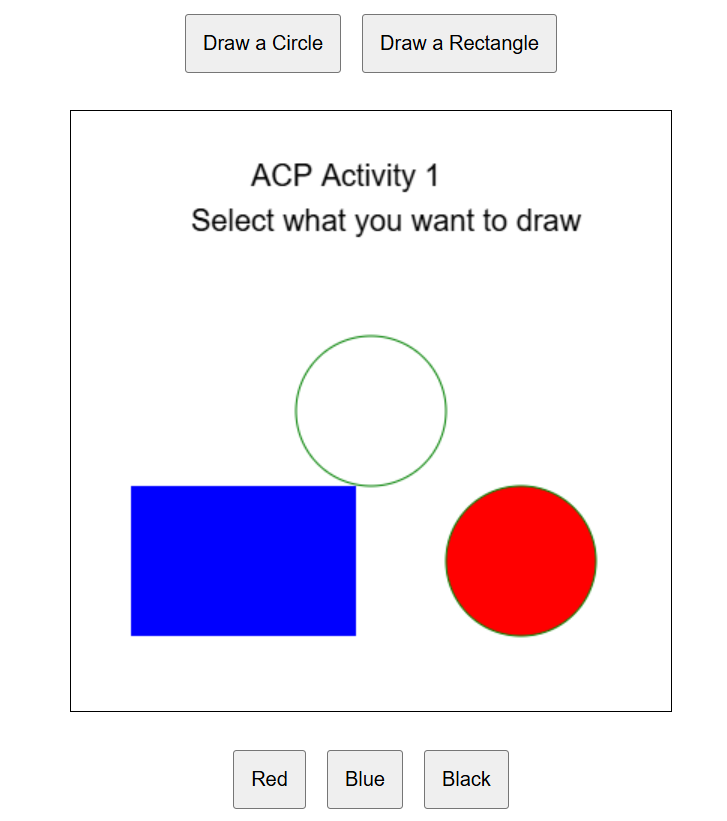 Draw a Circle Draw a Rectangle
ACP Activity 1
Select what you want to draw
Red Blue Black